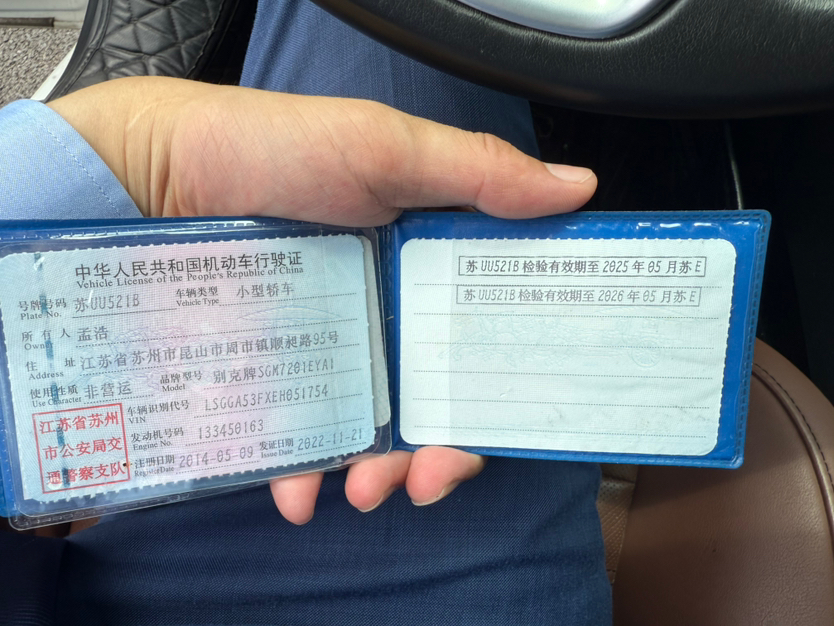 中华人民共和国机动车行驶证
Vehicle License of the People's Republic of China
号牌号码 苏UU521B 车辆类型 小型轿车
Plate No. Vehicle Type
所有人 孟浩
Owner
住址 江苏省苏州市昆山市周市镇顺昶路95号
Address
使用性质 非营运 品牌型号 别克牌SGM7201EYA1
Use Character Model
江苏省苏州
市公安局交
通警察支队
车辆识别代号 LSGGA53FXEH051754
VIN
发动机号码 133450163
Engine No.
注册日期 2014-05-09 发证日期 2022-11-21
Register Date Issue Date
苏UU521B检验有效期至2025年05月苏E
苏UU521B检验有效期至2026年05月苏E